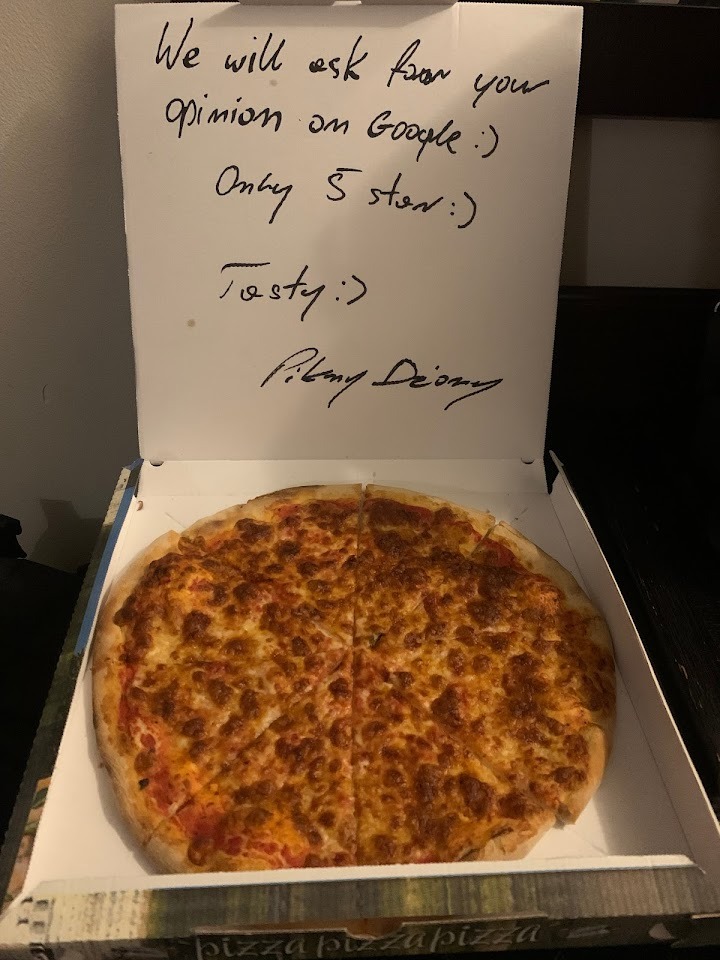 We will ask for your
opinion on Google :)
Only 5 star :)
Tasty :)
pizza pizza pizza